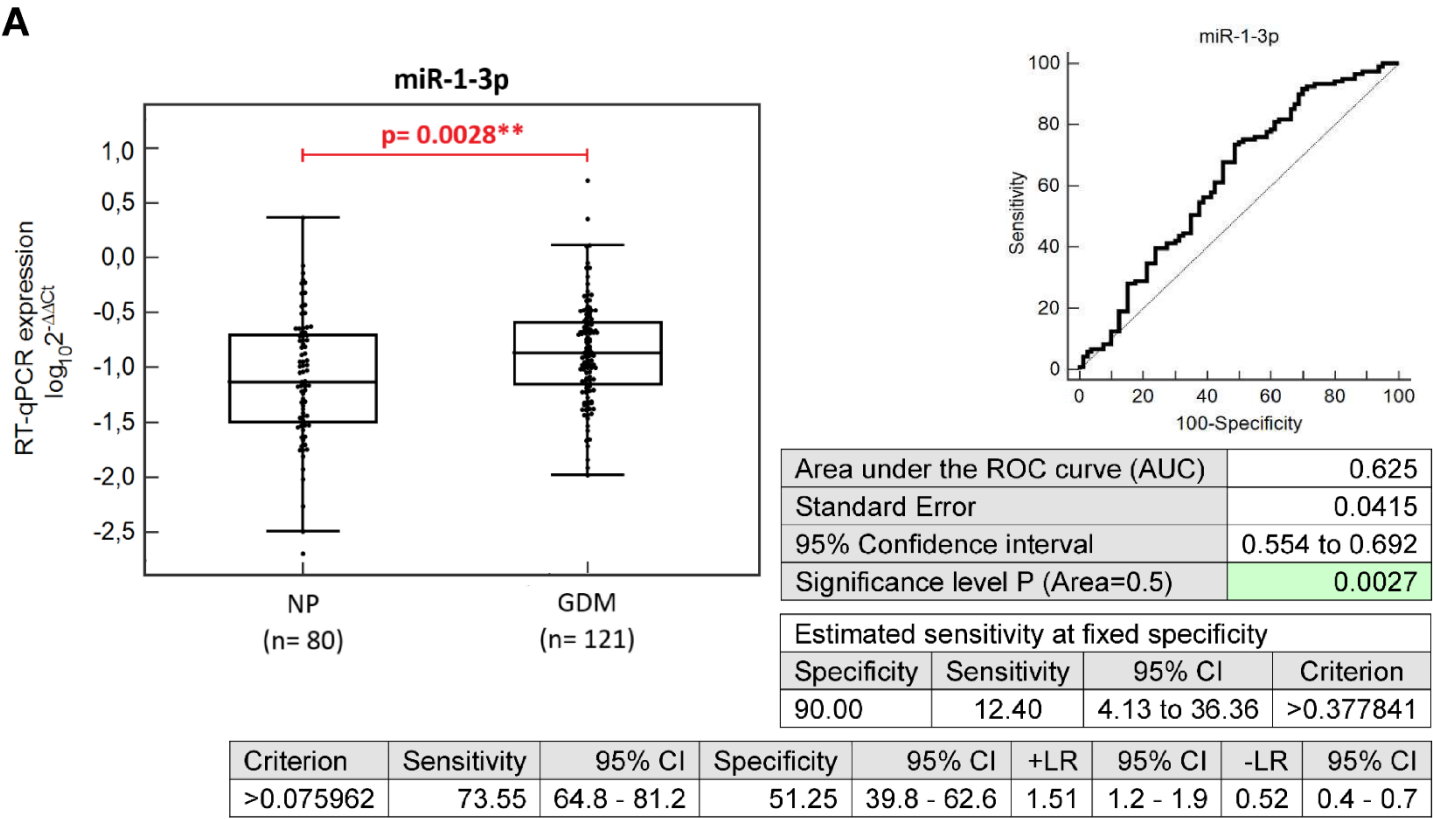 A
miR-1-3p
p= 0.0028**
1,0
0,5
0,0
-0,5
-1,0
-1,5
-2,0
-2,5
RT-qPCR expression
log₁₀2^-ΔΔCt
NP
(n= 80)
GDM
(n= 121)
miR-1-3p
100
80
60
40
20
0
Sensitivity
0 20 40 60 80 100
100-Specificity
Area under the ROC curve (AUC) 0.625
Standard Error 0.0415
95% Confidence interval 0.554 to 0.692
Significance level P (Area=0.5) 0.0027
Estimated sensitivity at fixed specificity
Specificity Sensitivity 95% CI Criterion
90.00 12.40 4.13 to 36.36 >0.377841
Criterion Sensitivity 95% CI Specificity 95% CI +LR 95% CI -LR 95% CI
>0.075962 73.55 64.8 - 81.2 51.25 39.8 - 62.6 1.51 1.2 - 1.9 0.52 0.4 - 0.7